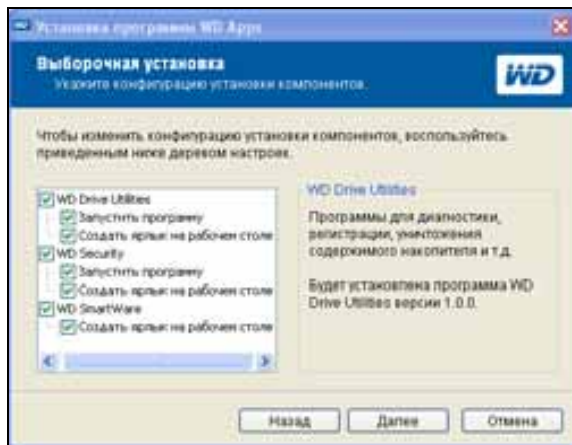 Установка программы WD Apps
Выборочная установка
Укажите конфигурацию установки компонентов.
WD
Чтобы изменить конфигурацию установки компонентов, воспользуйтесь
приведенным ниже деревом настроек.
WD Drive Utilities
Запустить программу
Создать ярлык на рабочем столе
WD Security
Запустить программу
Создать ярлык на рабочем столе
WD SmartWare
Создать ярлык на рабочем столе
WD Drive Utilities
Программы для диагностики,
регистрации, уничтожения
содержимого накопителя и т.д.
Будет установлена программа WD
Drive Utilities версии 1.0.0.
Назад
Далее
Отмена